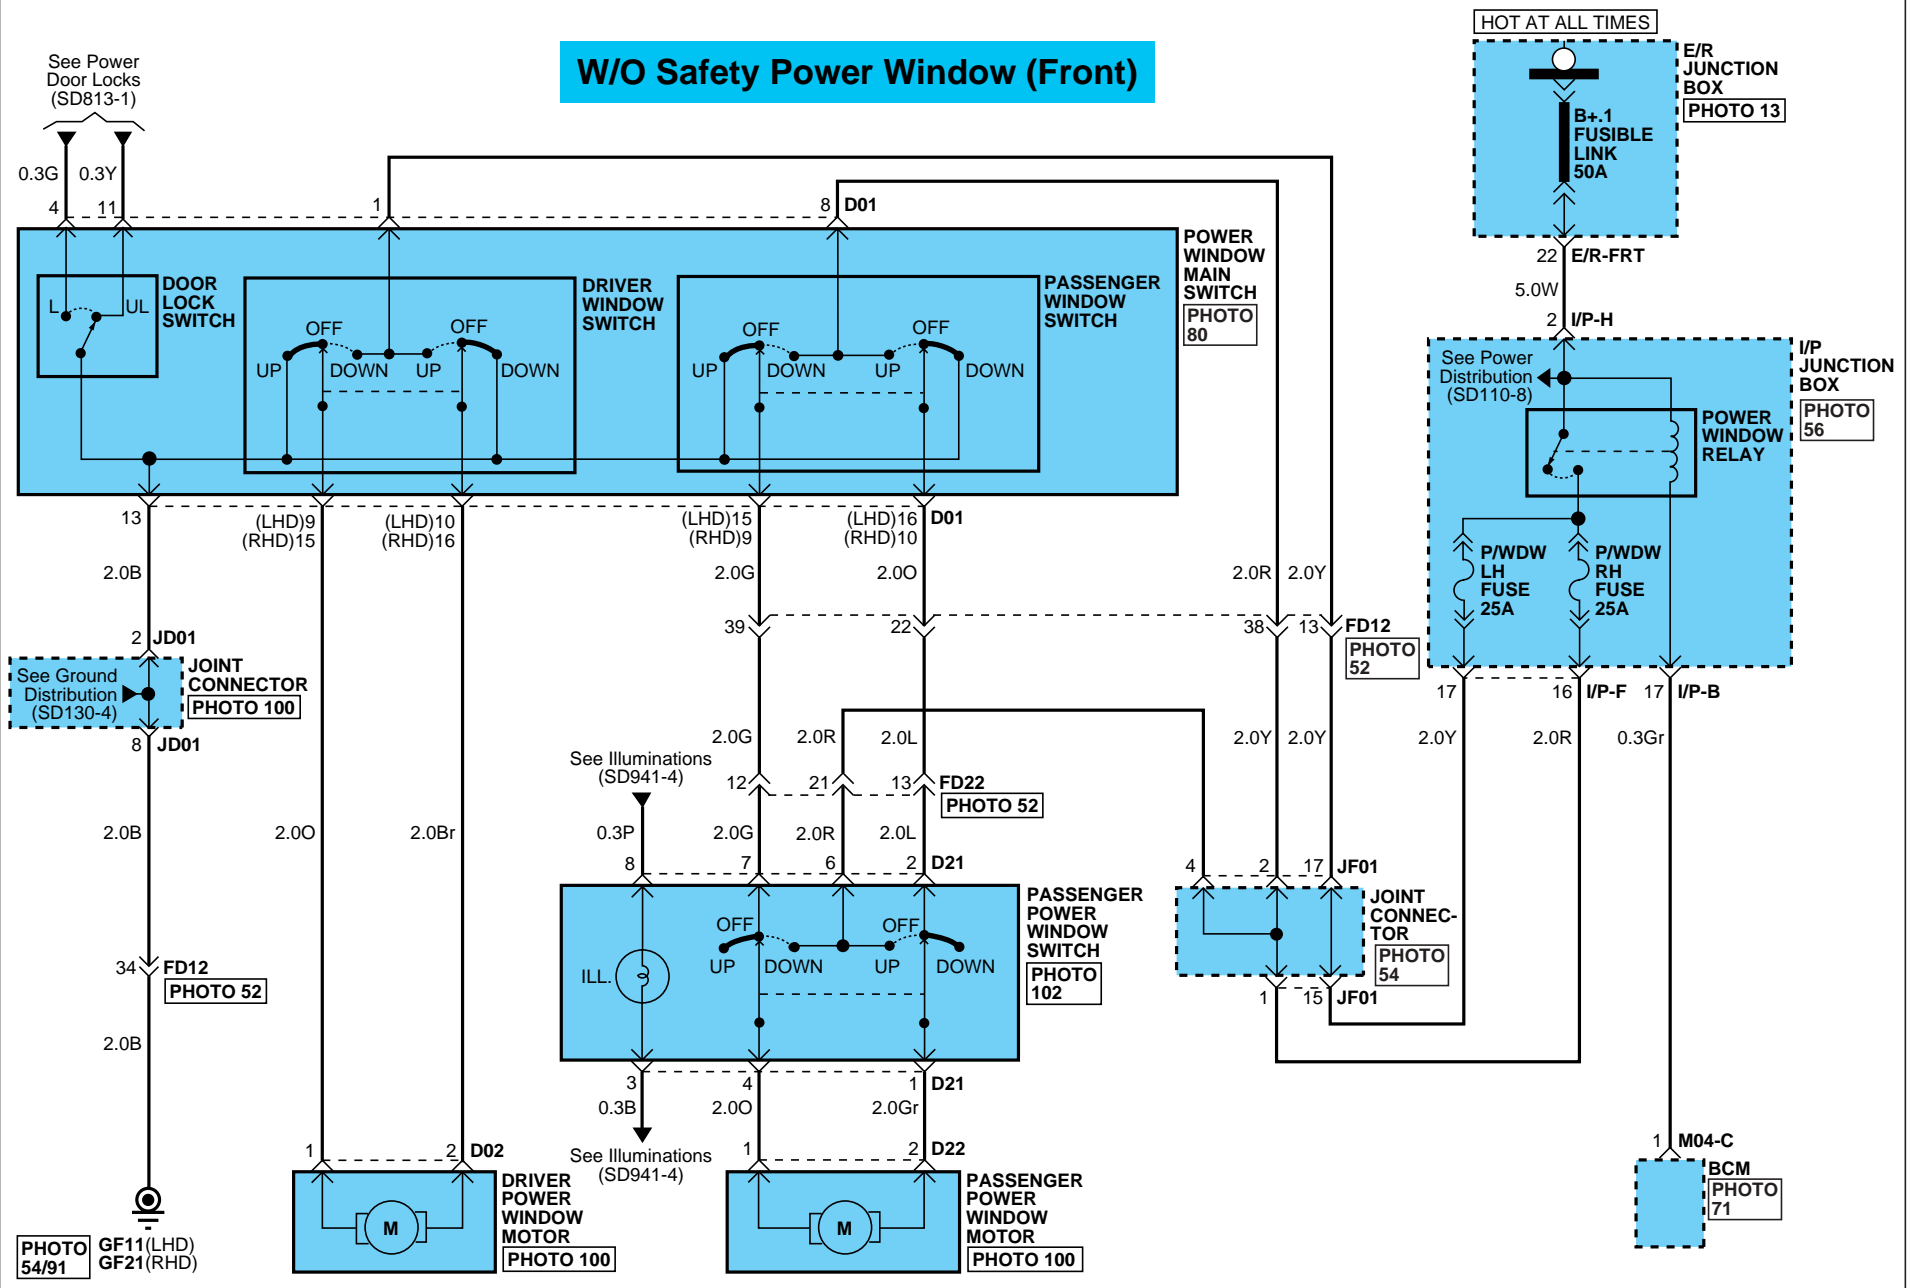 HOT AT ALL TIMES
W/O Safety Power Window (Front)
See Power
Door Locks
(SD813-1)
E/R
JUNCTION
BOX
PHOTO 13
B+.1
FUSIBLE
LINK
50A
0.3G
0.3Y
4
11
1
8
D01
22
E/R-FRT
5.0W
2
I/P-H
DOOR
LOCK
SWITCH
L
UL
DRIVER
WINDOW
SWITCH
OFF
OFF
UP
DOWN
UP
DOWN
PASSENGER
WINDOW
SWITCH
OFF
OFF
UP
DOWN
UP
DOWN
POWER
WINDOW
MAIN
SWITCH
PHOTO
80
I/P
JUNCTION
BOX
PHOTO
56
See Power
Distribution
(SD110-8)
POWER
WINDOW
RELAY
P/WDW
LH
FUSE
25A
P/WDW
RH
FUSE
25A
13
(LHD)9
(RHD)15
(LHD)10
(RHD)16
(LHD)15
(RHD)9
(LHD)16
(RHD)10
D01
2.0B
2.0G
2.0O
2.0R
2.0Y
39
22
38
13
FD12
PHOTO
52
2
JD01
See Ground
Distribution
(SD130-4)
JOINT
CONNECTOR
PHOTO 100
8
JD01
17
16
I/P-F
17
I/P-B
2.0G
2.0R
2.0L
2.0Y
2.0Y
2.0Y
2.0R
0.3Gr
See Illuminations
(SD941-4)
12
21
13
FD22
PHOTO 52
2.0B
2.0O
2.0Br
0.3P
2.0G
2.0R
2.0L
8
7
6
2
D21
4
2
17
JF01
PASSENGER
POWER
WINDOW
SWITCH
PHOTO
102
OFF
OFF
UP
DOWN
UP
DOWN
ILL.
JOINT
CONNEC-
TOR
PHOTO
54
34
FD12
PHOTO 52
1
15
JF01
2.0B
3
4
1
D21
0.3B
2.0O
2.0Gr
See Illuminations
(SD941-4)
1
2
D02
1
2
D22
1
M04-C
DRIVER
POWER
WINDOW
MOTOR
PHOTO 100
M
PASSENGER
POWER
WINDOW
MOTOR
PHOTO 100
M
BCM
PHOTO
71
PHOTO
54/91
GF11(LHD)
GF21(RHD)